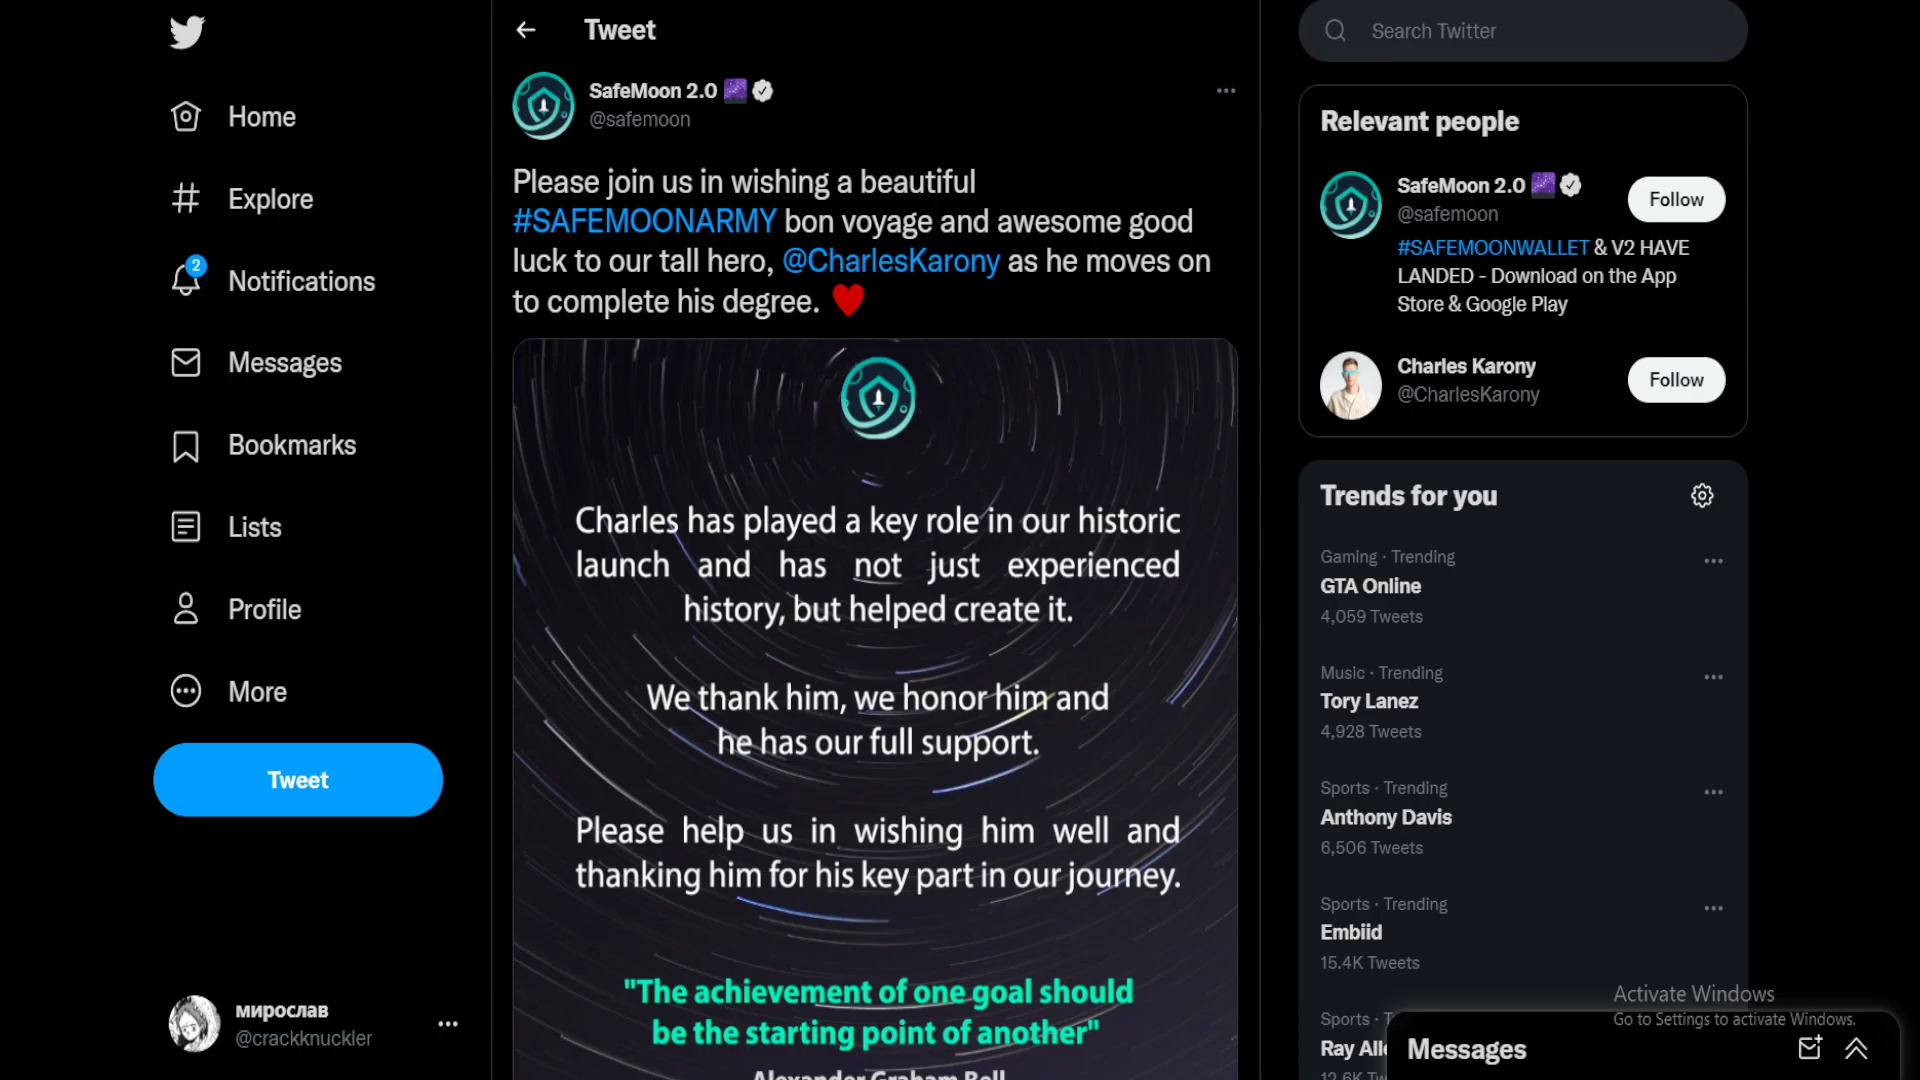 Home
Explore
2
Notifications
Messages
Bookmarks
Lists
Profile
More
Tweet
мирослав
@crackknuckler
Tweet
SafeMoon 2.0
@safemoon
Please join us in wishing a beautiful
#SAFEMOONARMY bon voyage and awesome good
luck to our tall hero, @CharlesKarony as he moves on
to complete his degree.
Charles has played a key role in our historic
launch and has not just experienced
history, but helped create it.
We thank him, we honor him and
he has our full support.
Please help us in wishing him well and
thanking him for his key part in our journey.
"The achievement of one goal should
be the starting point of another"
Alexander Graham Bell
Search Twitter
Relevant people
SafeMoon 2.0
@safemoon
Follow
#SAFEMOONWALLET & V2 HAVE
LANDED - Download on the App
Store & Google Play
Charles Karony
@CharlesKarony
Follow
Trends for you
Gaming · Trending
GTA Online
4,059 Tweets
Music · Trending
Tory Lanez
4,928 Tweets
Sports · Trending
Anthony Davis
6,506 Tweets
Sports · Trending
Embiid
15.4K Tweets
Activate Windows
Go to Settings to activate Windows.
Sports ·
Ray
Messages